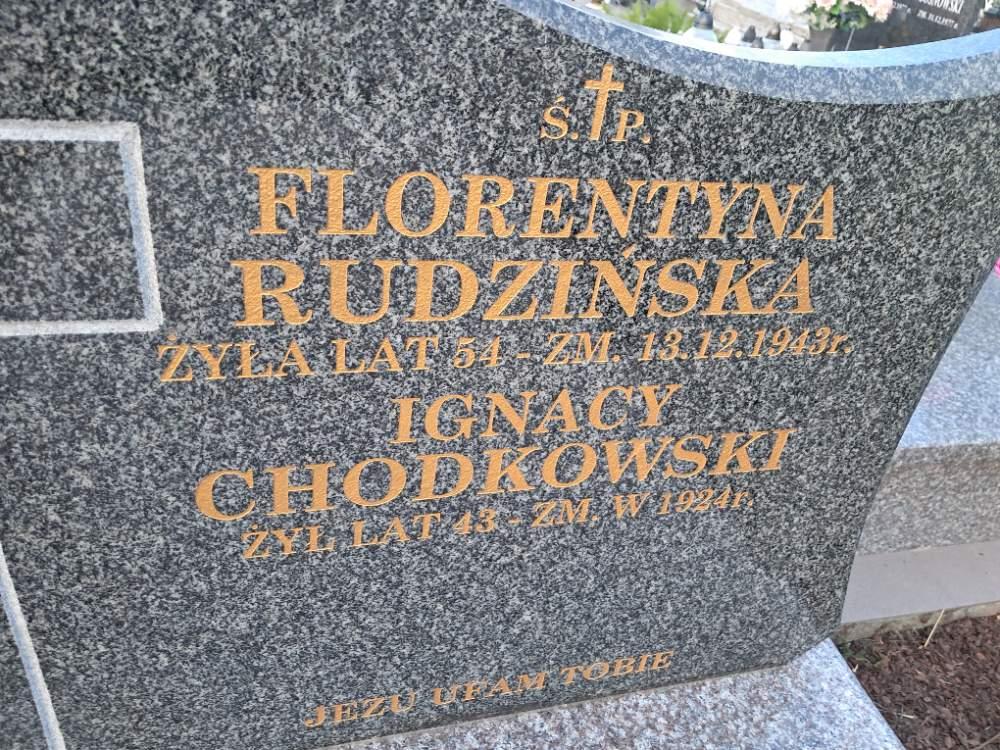 Ś. P.
FLORENTYNA
RUDZIŃSKA
ŻYŁA LAT 54 - ZM. 13.12.1943r.
IGNACY
CHODKOWSKI
ŻYŁ LAT 43 - ZM. W 1924r.
JEZU UFAM TOBIE